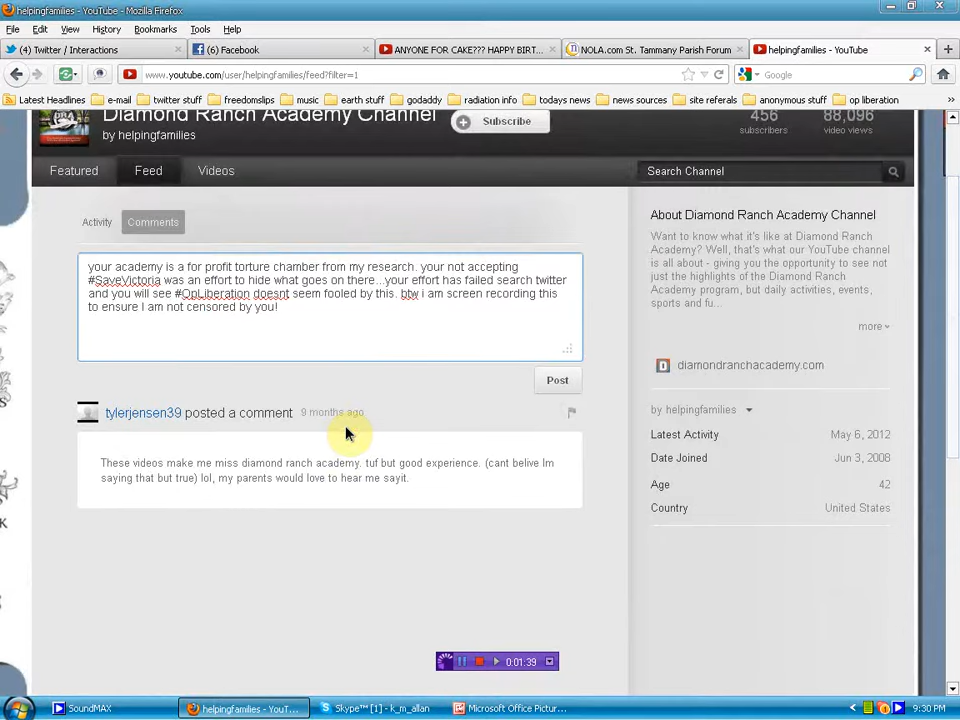 helpingfamilies - YouTube - Mozilla Firefox
File Edit View History Bookmarks Tools Help
(4) Twitter / Interactions × (6) Facebook × ANYONE FOR CAKE??? HAPPY BIRT... × NOLA.com St. Tammany Parish Forum × helpingfamilies - YouTube ×
www.youtube.com/user/helpingfamilies/feed?filter=1 Google
Latest Headlines e-mail twitter stuff freedomslips music earth stuff godaddy radiation info todays news news sources site referals anonymous stuff op liberation
Diamond Ranch Academy Channel
by helpingfamilies
Subscribe
456 88,096
subscribers video views
Featured Feed Videos Search Channel
Activity Comments
your academy is a for profit torture chamber from my research. your not accepting
#SaveVictoria was an effort to hide what goes on there...your effort has failed search twitter
and you will see #OpLiberation doesnt seem fooled by this. btw i am screen recording this
to ensure I am not censored by you!
Post
tylerjensen39 posted a comment 9 months ago
These videos make me miss diamond ranch academy. tuf but good experience. (cant belive Im
saying that but true) lol, my parents would love to hear me sayit.
About Diamond Ranch Academy Channel
Want to know what it's like at Diamond Ranch
Academy? Well, that's what our YouTube channel
is all about - giving you the opportunity to see not
just the highlights of the Diamond Ranch
Academy program, but daily activities, events,
sports and fu...
more
diamondranchacademy.com
by helpingfamilies
Latest Activity May 6, 2012
Date Joined Jun 3, 2008
Age 42
Country United States
K
0:01:39
SoundMAX helpingfamilies - YouT... Skype™ [1] - k_m_allan Microsoft Office Pictur... 9:30 PM